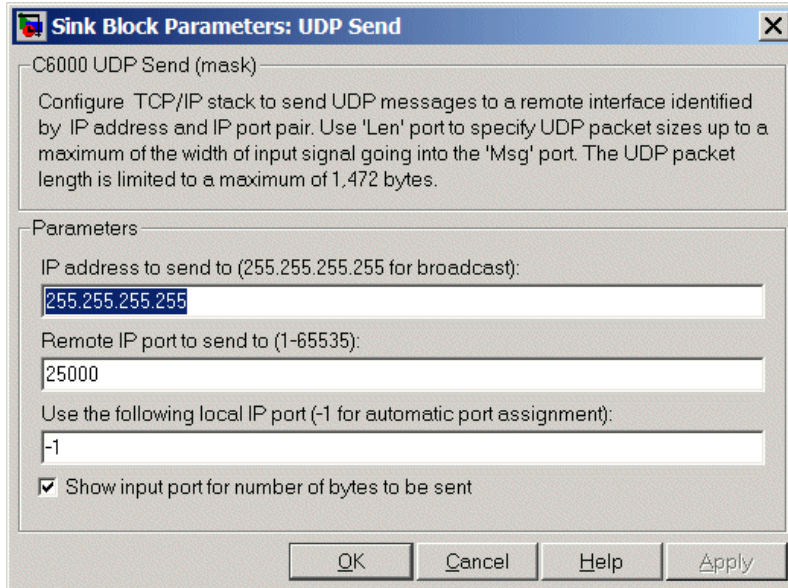 Sink Block Parameters: UDP Send
C6000 UDP Send (mask)
Configure TCP/IP stack to send UDP messages to a remote interface identified
by IP address and IP port pair. Use 'Len' port to specify UDP packet sizes up to a
maximum of the width of input signal going into the 'Msg' port. The UDP packet
length is limited to a maximum of 1,472 bytes.
Parameters
IP address to send to (255.255.255.255 for broadcast):
255.255.255.255
Remote IP port to send to (1-65535):
25000
Use the following local IP port (-1 for automatic port assignment):
-1
Show input port for number of bytes to be sent
OK Cancel Help Apply